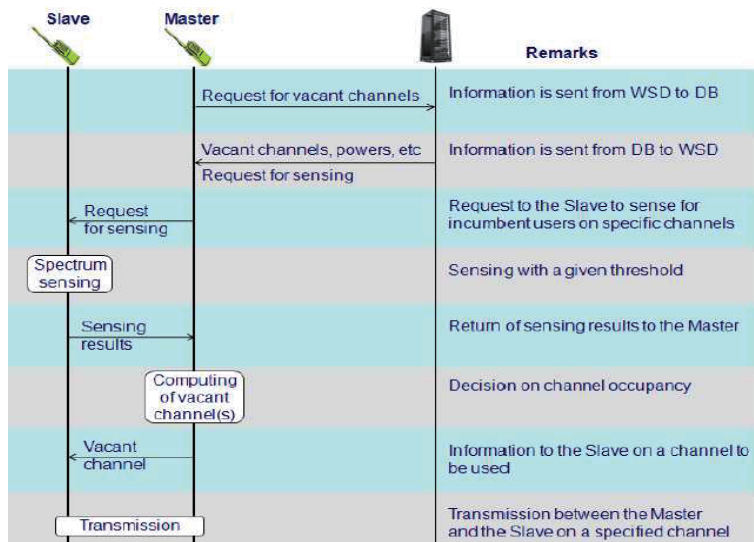 Slave
Master
Remarks
Request for vacant channels
Information is sent from WSD to DB
Vacant channels, powers, etc
Request for sensing
Information is sent from DB to WSD
Request
for sensing
Request to the Slave to sense for
incumbent users on specific channels
Spectrum
sensing
Sensing with a given threshold
Sensing
results
Return of sensing results to the Master
Computing
of vacant
channel(s)
Decision on channel occupancy
Vacant
channel
Information to the Slave on a channel to
be used
Transmission
Transmission between the Master
and the Slave on a specified channel